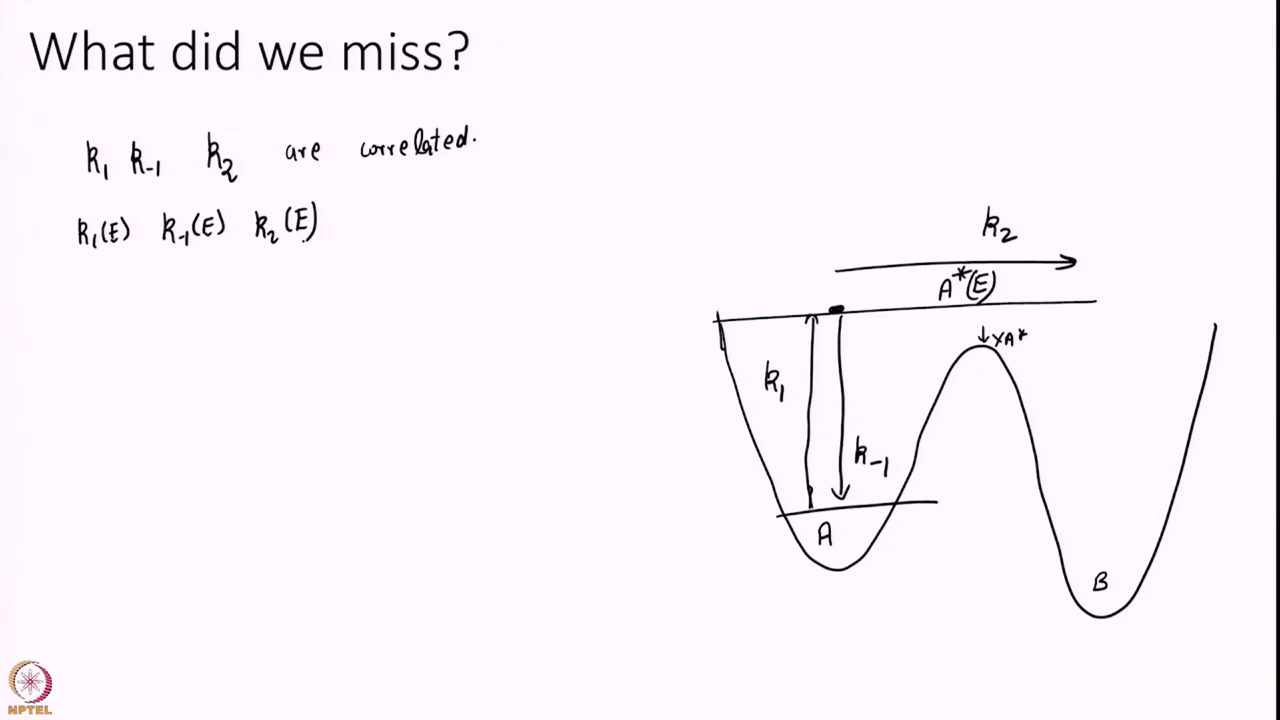 What did we miss?
k₁ k₋₁ k₂ are correlated.
k₁(E) k₋₁(E) k₂(E)
k₂
A*(E)
↓xA*
k₁
k₋₁
A
B
NPTEL